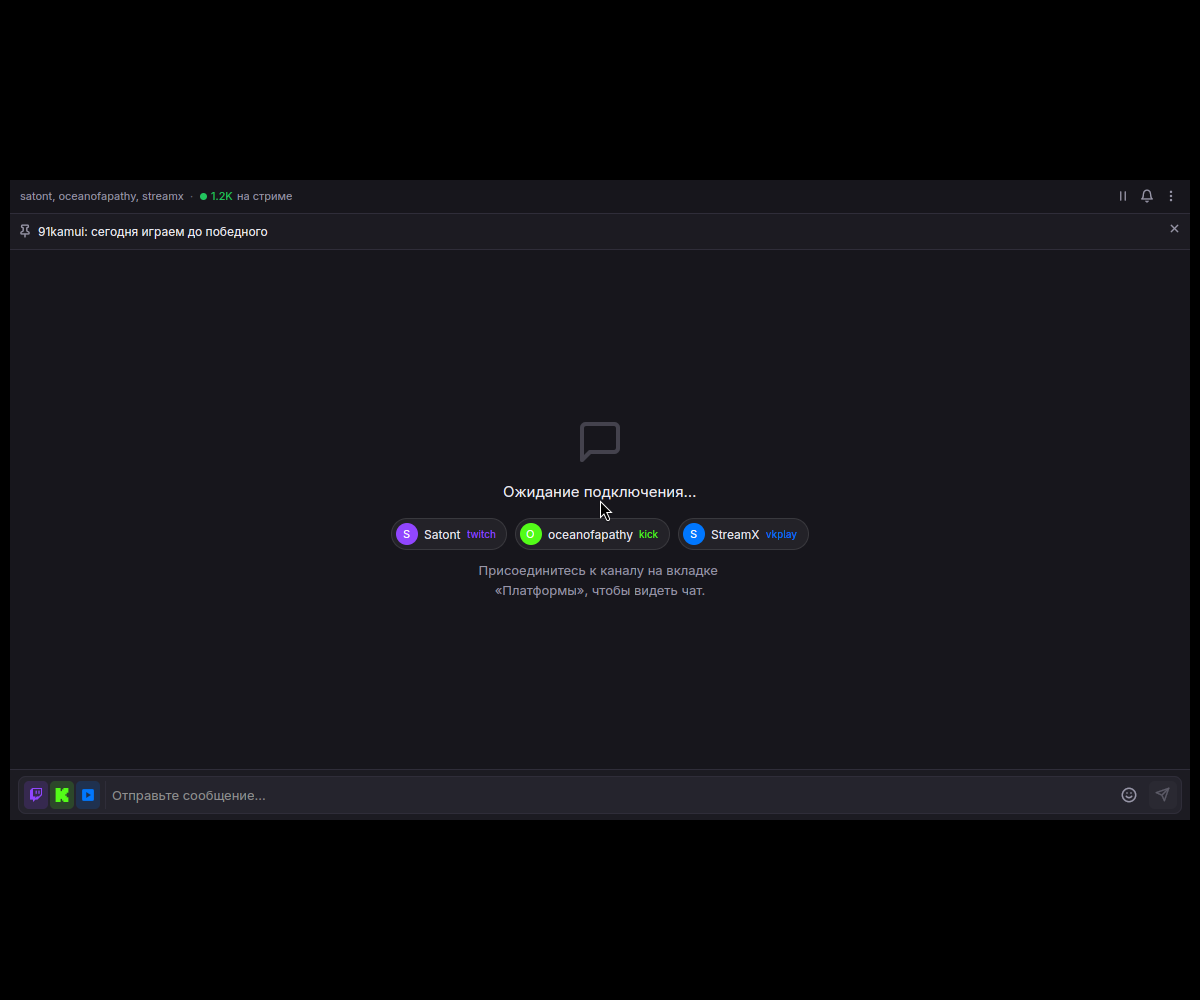 satont, oceanofapathy, streamx · 1.2K на стриме
91kamui: сегодня играем до победного
Ожидание подключения...
S Satont twitch O oceanofapathy kick S StreamX vkplay
Присоединитесь к каналу на вкладке
«Платформы», чтобы видеть чат.
Отправьте сообщение...